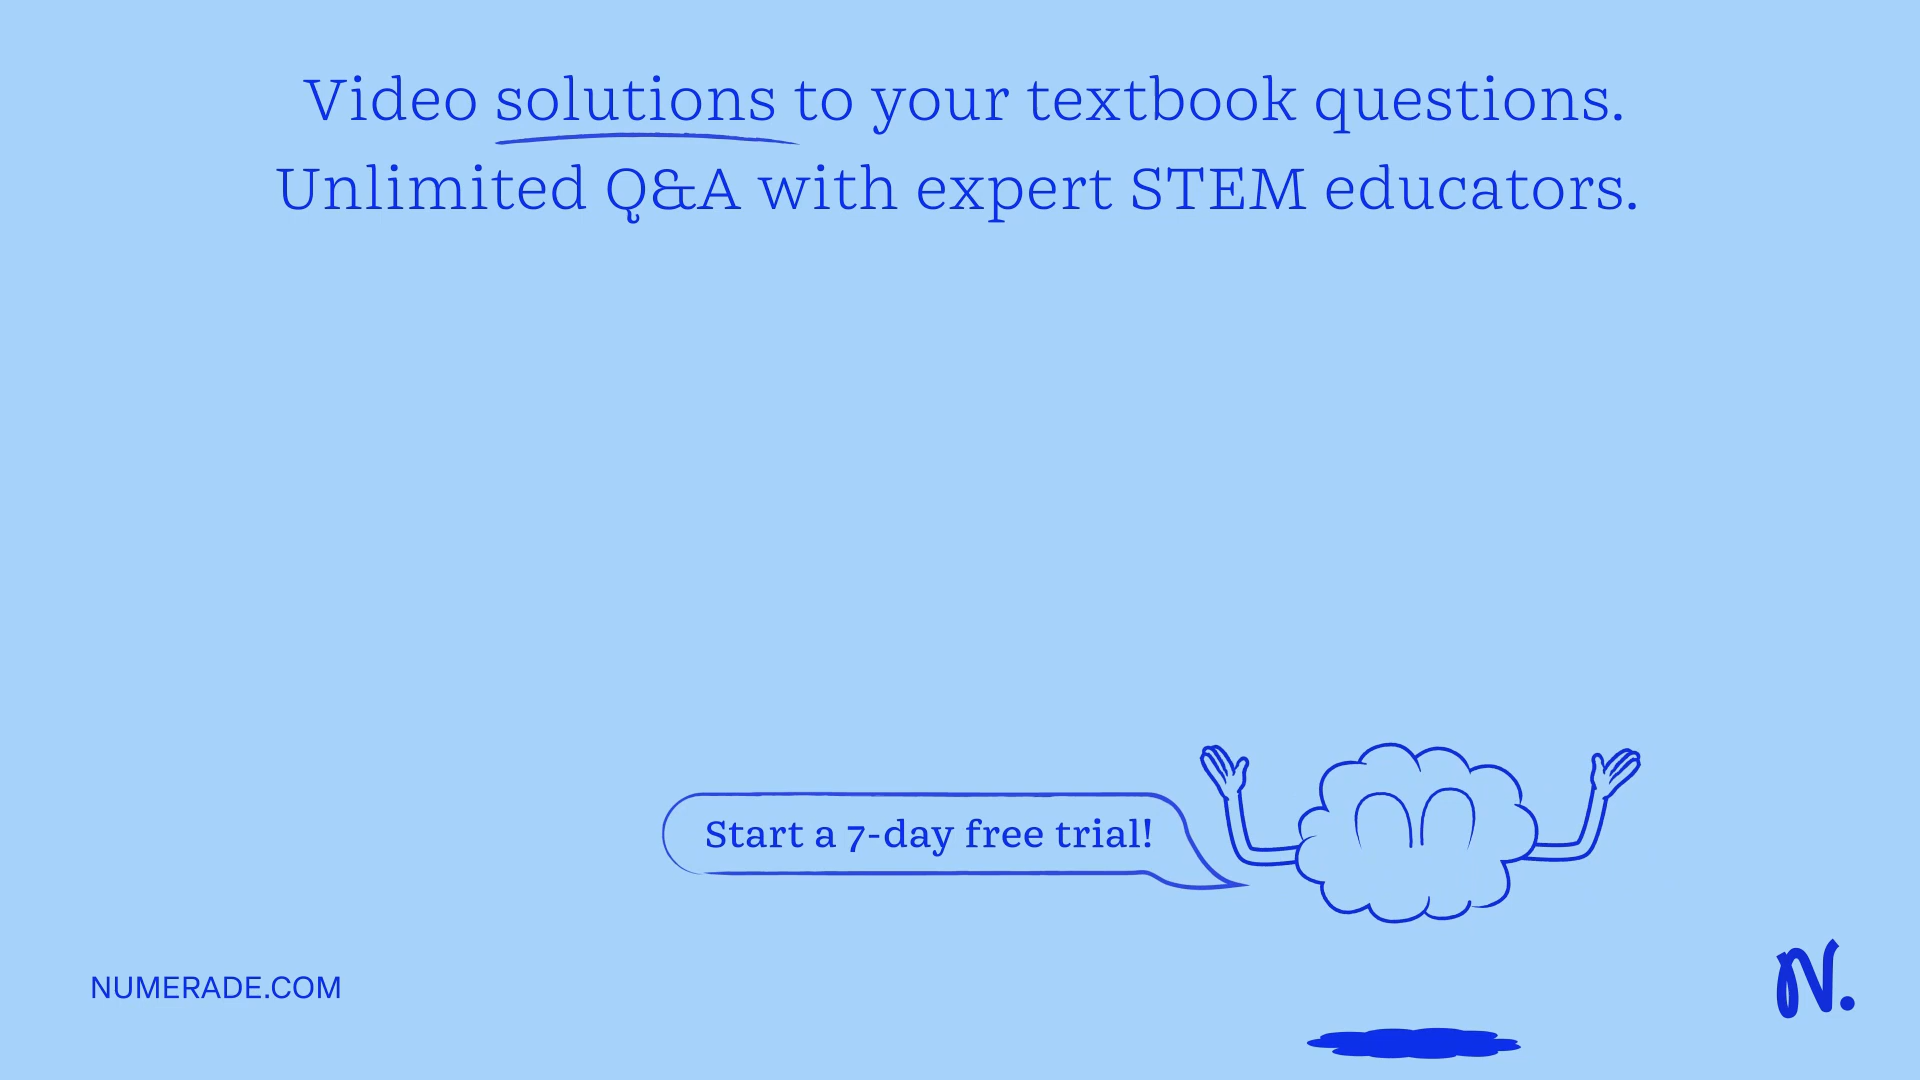 Video solutions to your textbook questions.
Unlimited Q&A with expert STEM educators.
Start a 7-day free trial!
NUMERADE.COM
N.